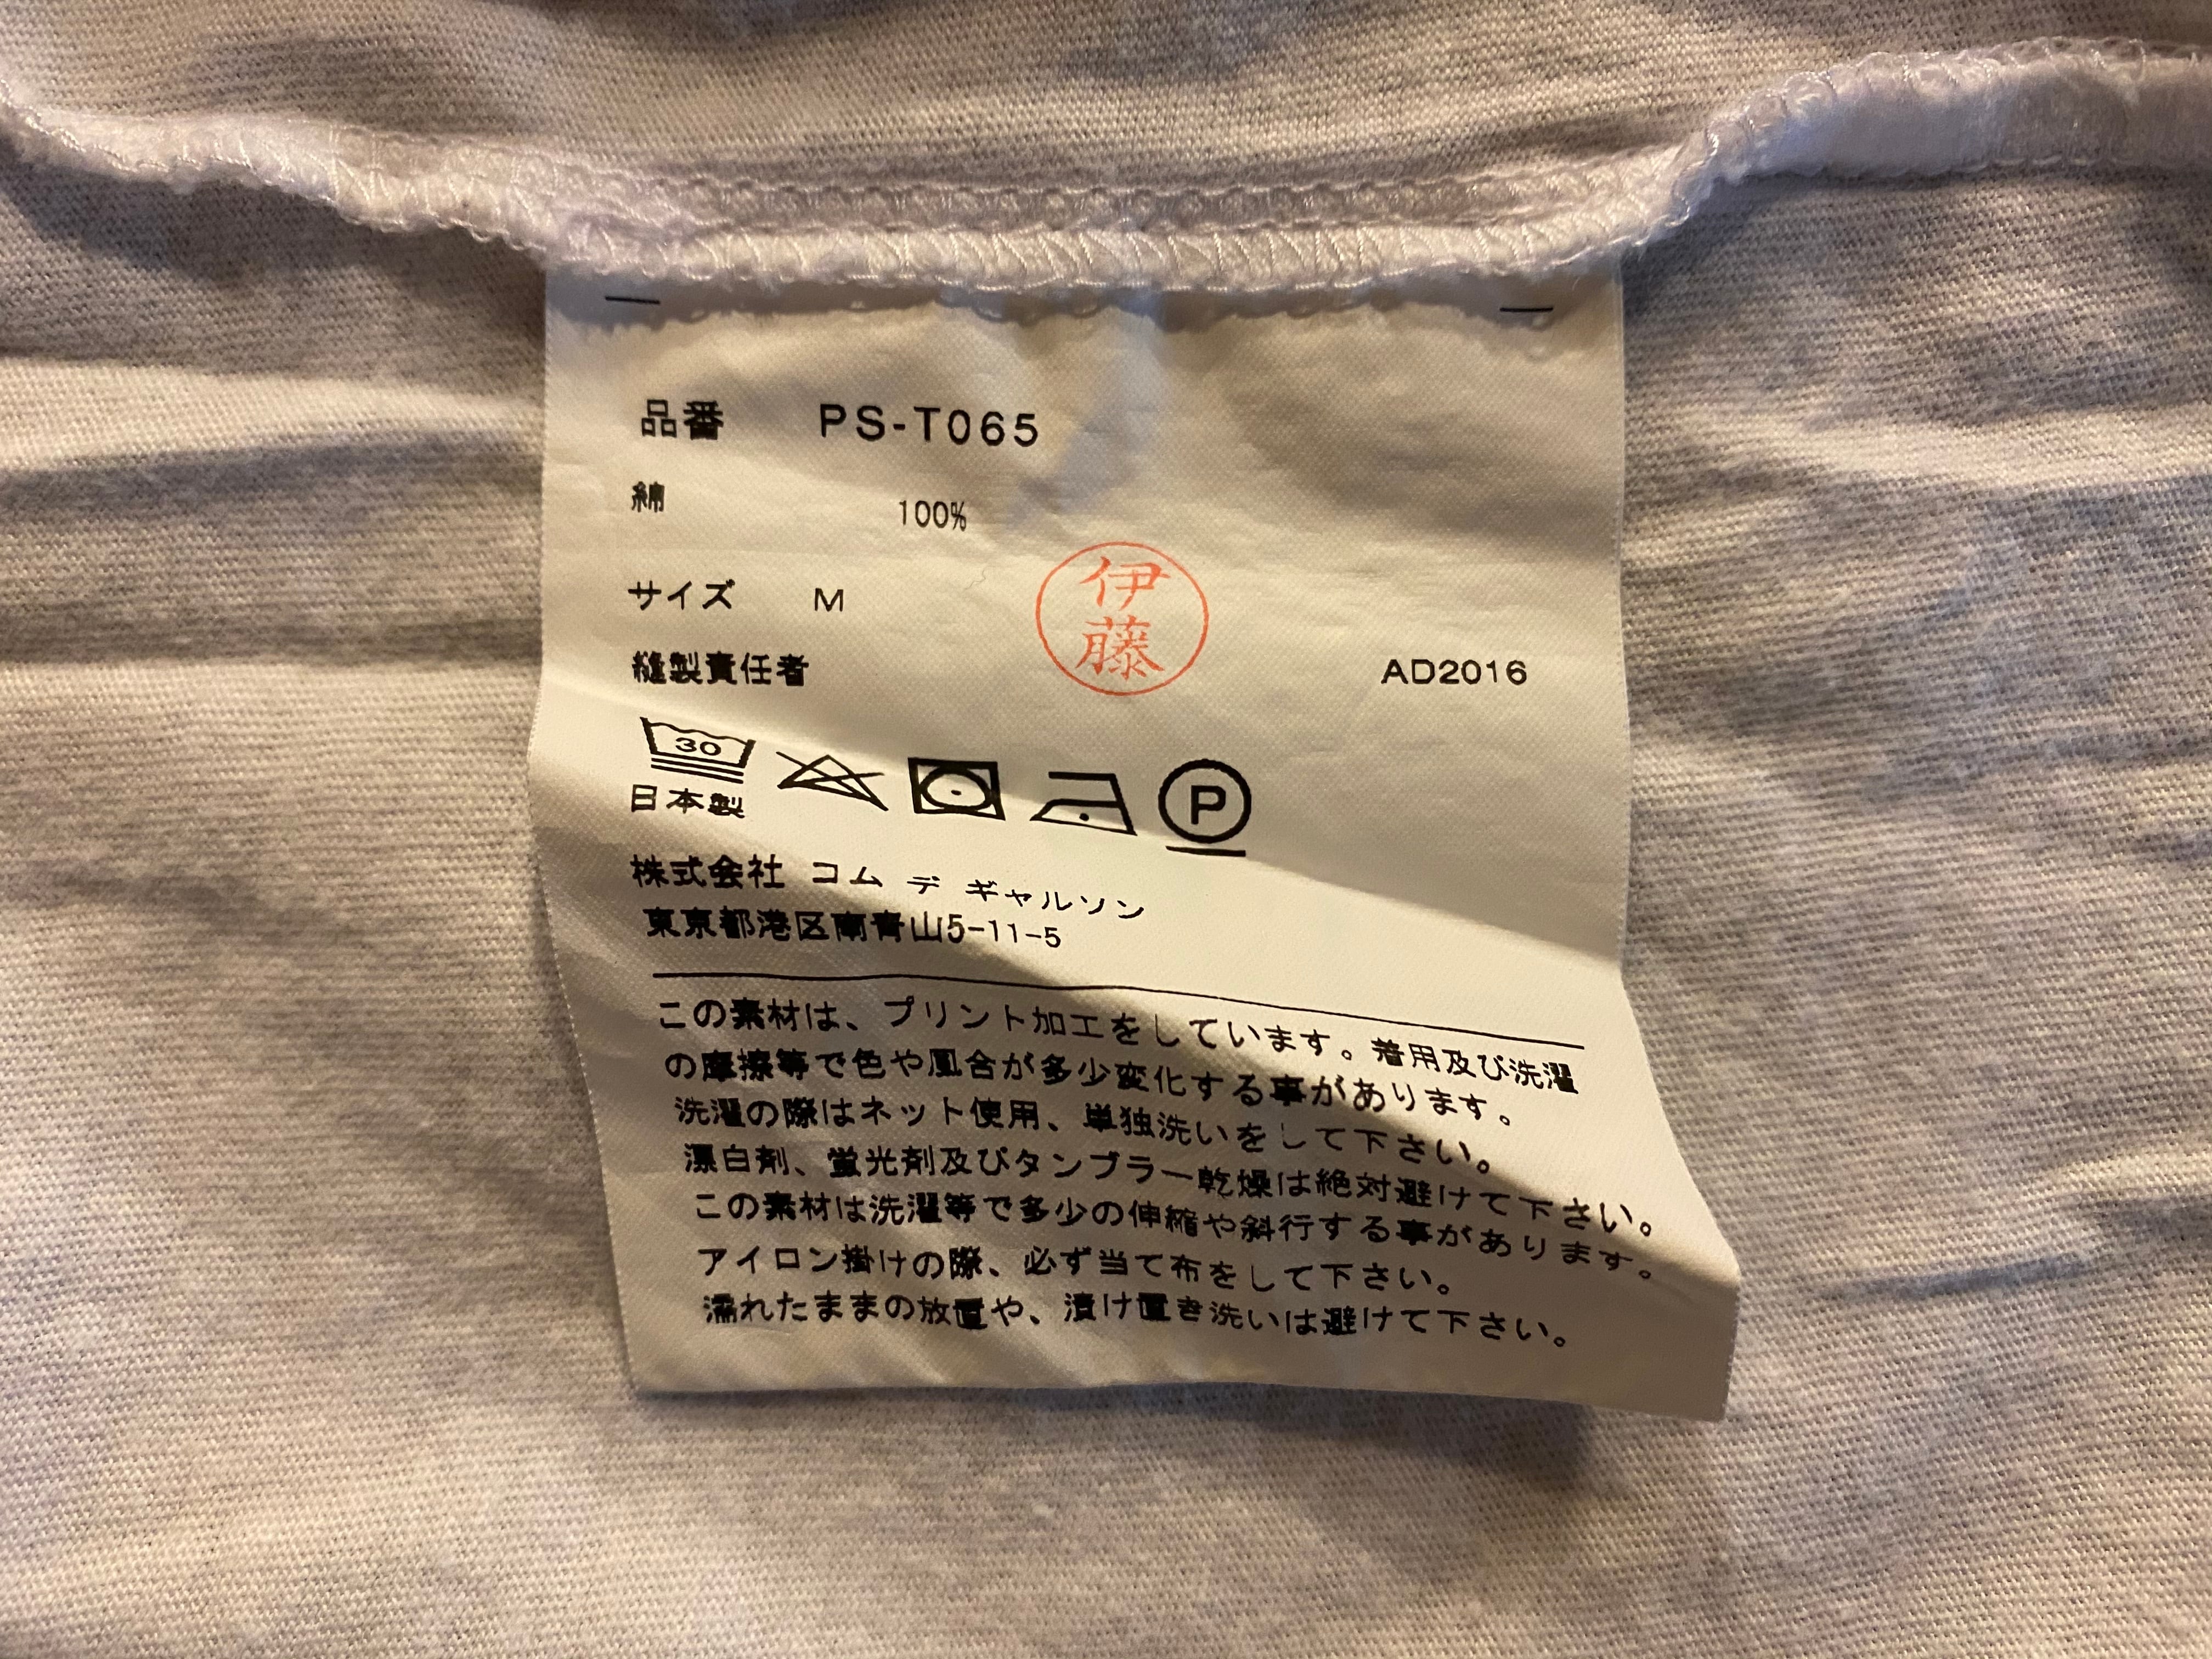 品番 PS-T065
綿 100%
サイズ M
伊藤
縫製責任者 AD2016
30
P
日本製
株式会社 コム デ ギャルソン
東京都港区南青山5-11-5
この素材は、プリント加工をしています。着用及び洗濯
の摩擦等で色や風合が多少変化する事があります。
洗濯の際はネット使用、単独洗いをして下さい。
漂白剤、蛍光剤及びタンブラー乾燥は絶対避けて下さい。
この素材は洗濯等で多少の伸縮や斜行する事があります。
アイロン掛けの際、必ず当て布をして下さい。
濡れたままの放置や、漬け置き洗いは避けて下さい。